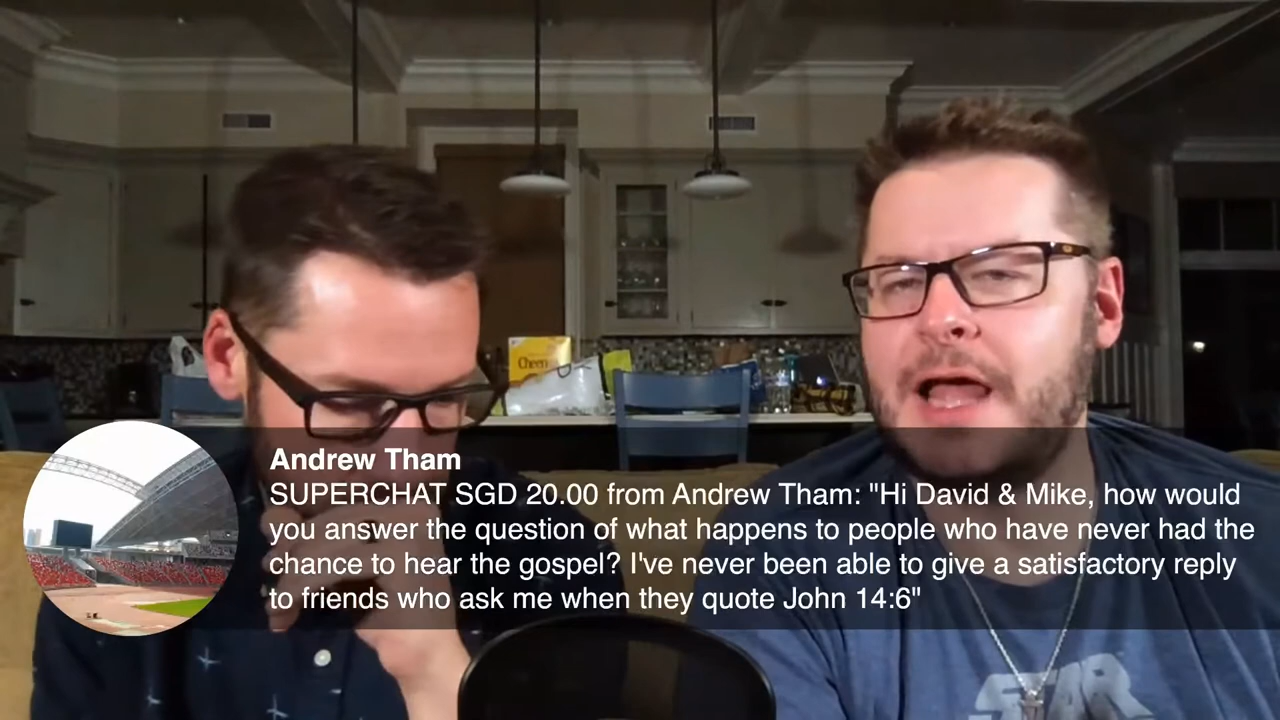 Cheer
Andrew Tham
SUPERCHAT SGD 20.00 from Andrew Tham: "Hi David & Mike, how would
you answer the question of what happens to people who have never had the
chance to hear the gospel? I've never been able to give a satisfactory reply
to friends who ask me when they quote John 14:6"
STAR